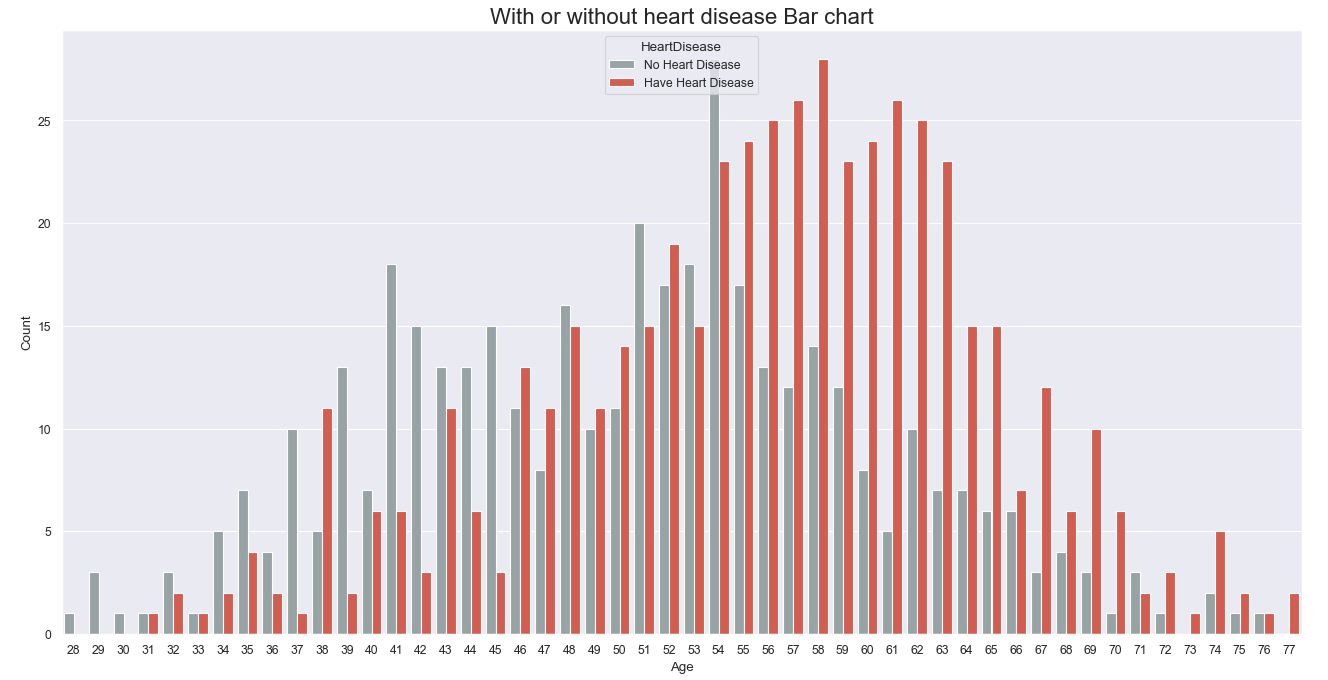 With or without heart disease Bar chart
HeartDisease
No Heart Disease
Have Heart Disease
25
20
15
10
5
0
Count
28 29 30 31 32 33 34 35 36 37 38 39 40 41 42 43 44 45 46 47 48 49 50 51 52 53 54 55 56 57 58 59 60 61 62 63 64 65 66 67 68 69 70 71 72 73 74 75 76 77
Age